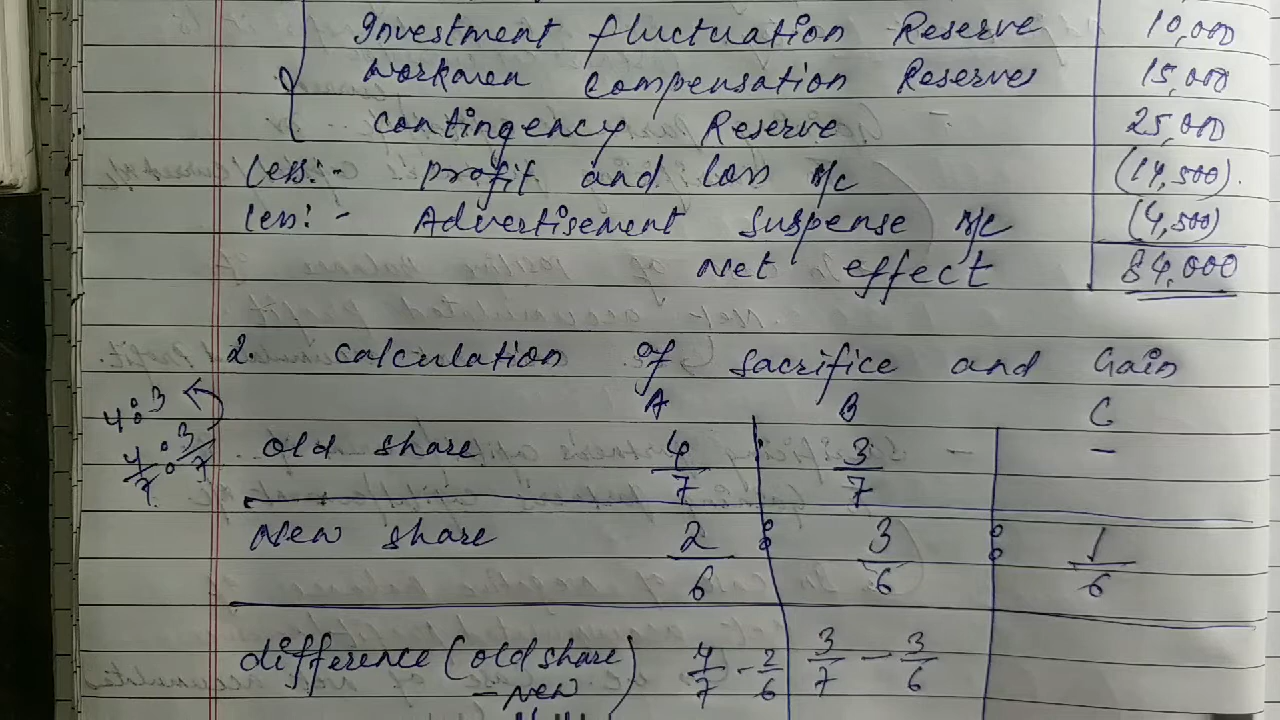 Investment fluctuation Reserve 10,000
Workmen compensation Reserves 15,000
Contingency Reserve 25,000
Less:- profit and loss A/c (14,500).
Less:- Advertisement suspense A/c (4,500)
Net effect 84,000
2. Calculation of Sacrifice and Gain
A B C
4:3
old share 4/7 : 3/7 -
4/7 : 3/7
New share 2/6 : 3/6 : 1/6
difference (old share - New) 4/7 - 2/6 3/7 - 3/6